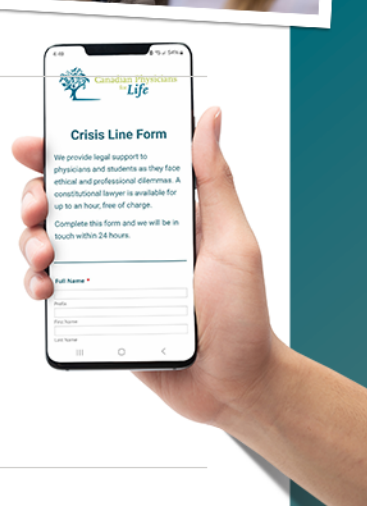 Canadian Physicians
for Life
Crisis Line Form
We provide legal support to
physicians and students as they face
ethical and professional dilemmas. A
constitutional lawyer is available for
up to an hour, free of charge.
Complete this form and we will be in
touch within 24 hours.
Full Name *
Prefix
First Name
Last Name